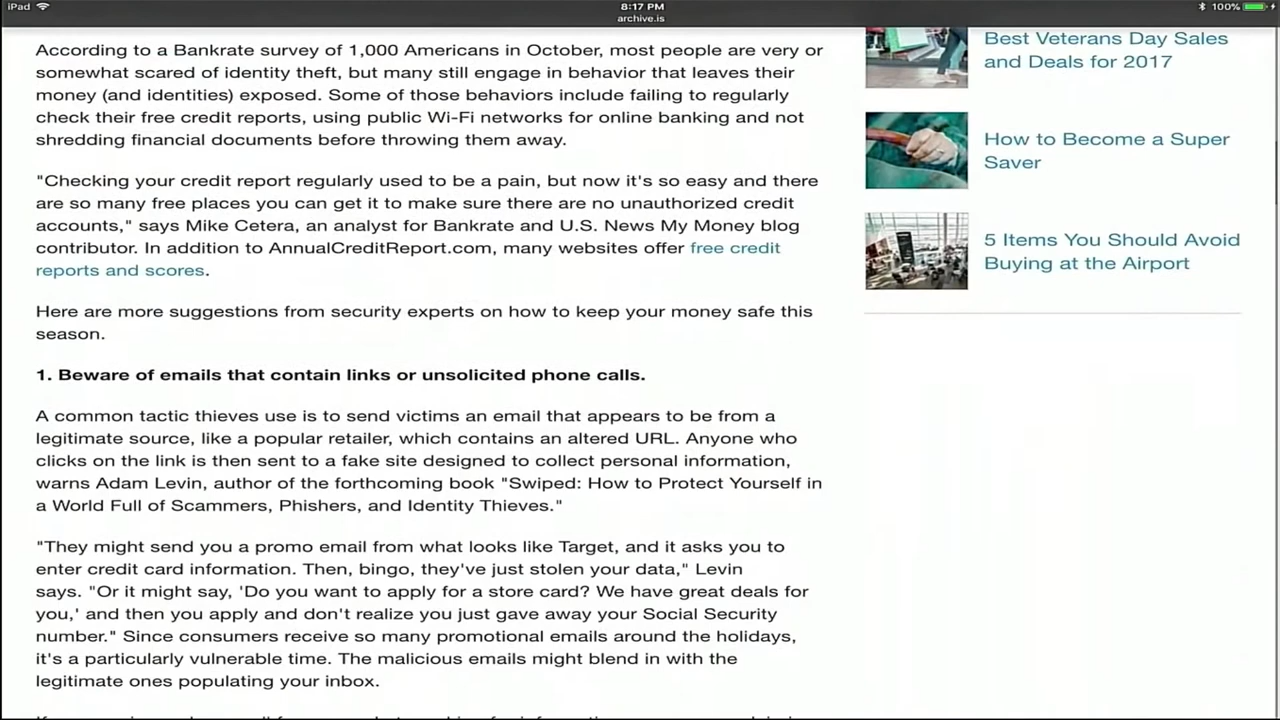 iPad
8:17 PM
100%
archive.is
According to a Bankrate survey of 1,000 Americans in October, most people are very or
somewhat scared of identity theft, but many still engage in behavior that leaves their
money (and identities) exposed. Some of those behaviors include failing to regularly
check their free credit reports, using public Wi-Fi networks for online banking and not
shredding financial documents before throwing them away.
"Checking your credit report regularly used to be a pain, but now it's so easy and there
are so many free places you can get it to make sure there are no unauthorized credit
accounts," says Mike Cetera, an analyst for Bankrate and U.S. News My Money blog
contributor. In addition to AnnualCreditReport.com, many websites offer free credit
reports and scores.
Here are more suggestions from security experts on how to keep your money safe this
season.
1. Beware of emails that contain links or unsolicited phone calls.
A common tactic thieves use is to send victims an email that appears to be from a
legitimate source, like a popular retailer, which contains an altered URL. Anyone who
clicks on the link is then sent to a fake site designed to collect personal information,
warns Adam Levin, author of the forthcoming book "Swiped: How to Protect Yourself in
a World Full of Scammers, Phishers, and Identity Thieves."
"They might send you a promo email from what looks like Target, and it asks you to
enter credit card information. Then, bingo, they've just stolen your data," Levin
says. "Or it might say, 'Do you want to apply for a store card? We have great deals for
you,' and then you apply and don't realize you just gave away your Social Security
number." Since consumers receive so many promotional emails around the holidays,
it's a particularly vulnerable time. The malicious emails might blend in with the
legitimate ones populating your inbox.
Best Veterans Day Sales
and Deals for 2017
How to Become a Super
Saver
5 Items You Should Avoid
Buying at the Airport